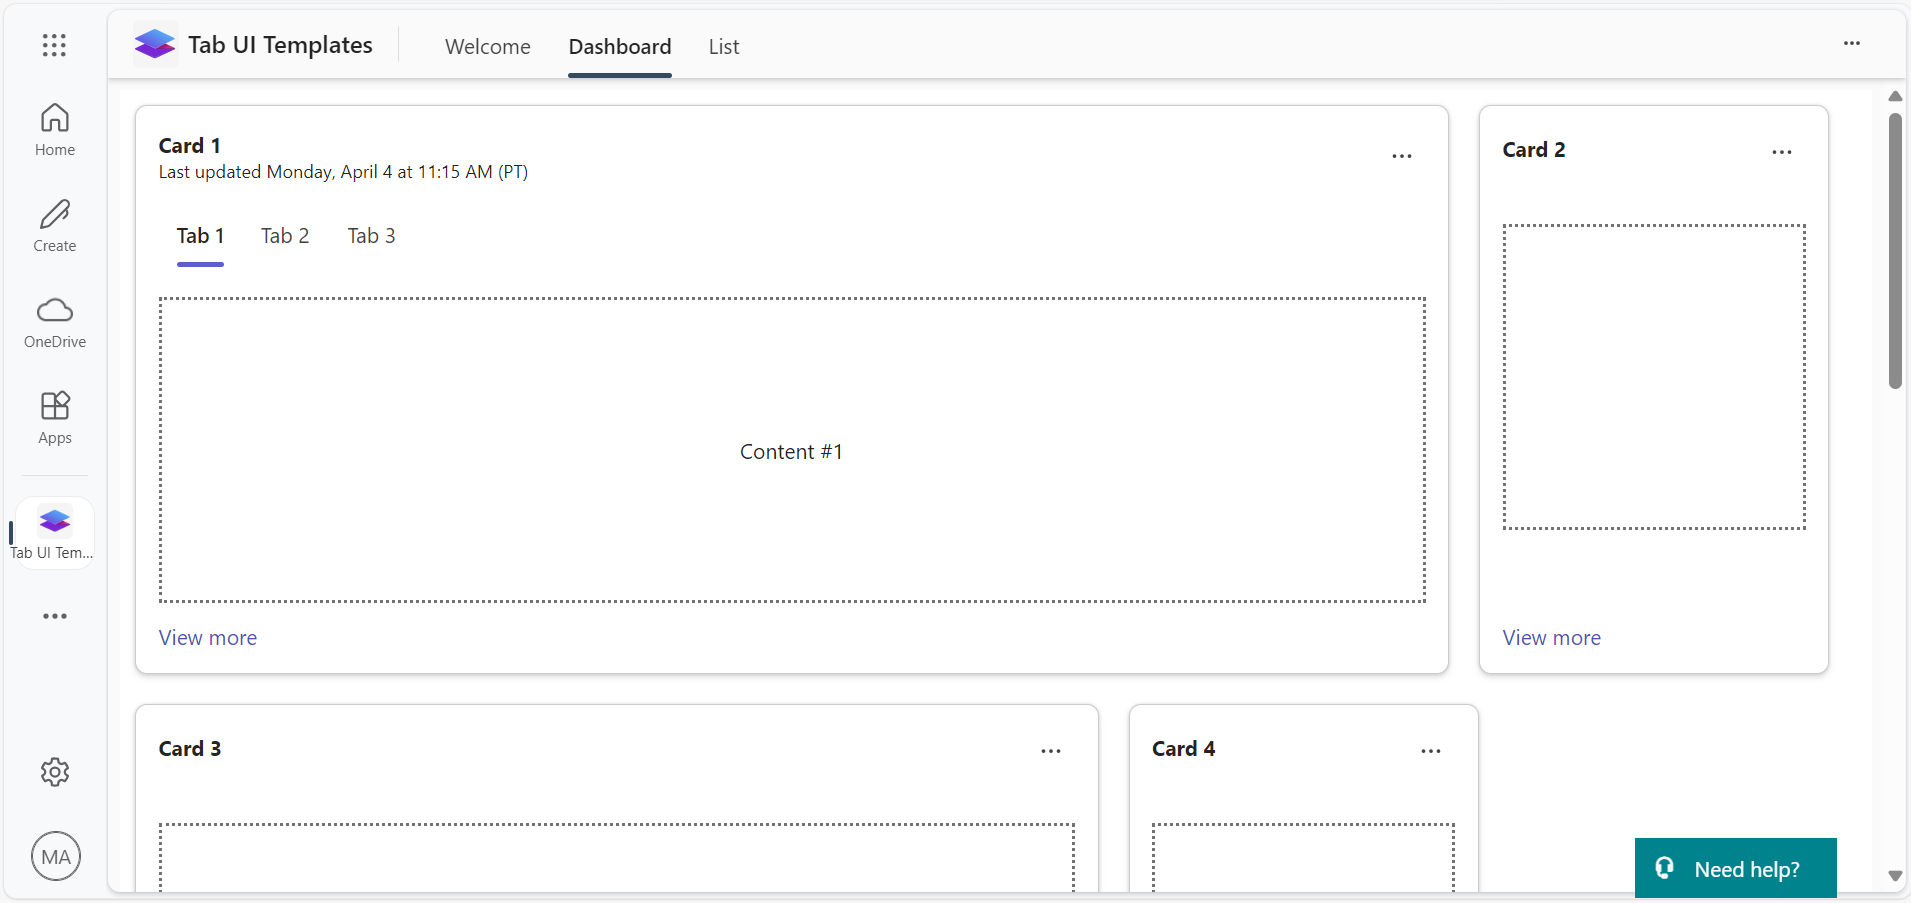 Tab UI Templates
Welcome
Dashboard
List
Home
Create
OneDrive
Apps
Tab UI Tem...
MA
Card 1
Last updated Monday, April 4 at 11:15 AM (PT)
Tab 1
Tab 2
Tab 3
Content #1
View more
Card 2
View more
Card 3
Card 4
Need help?